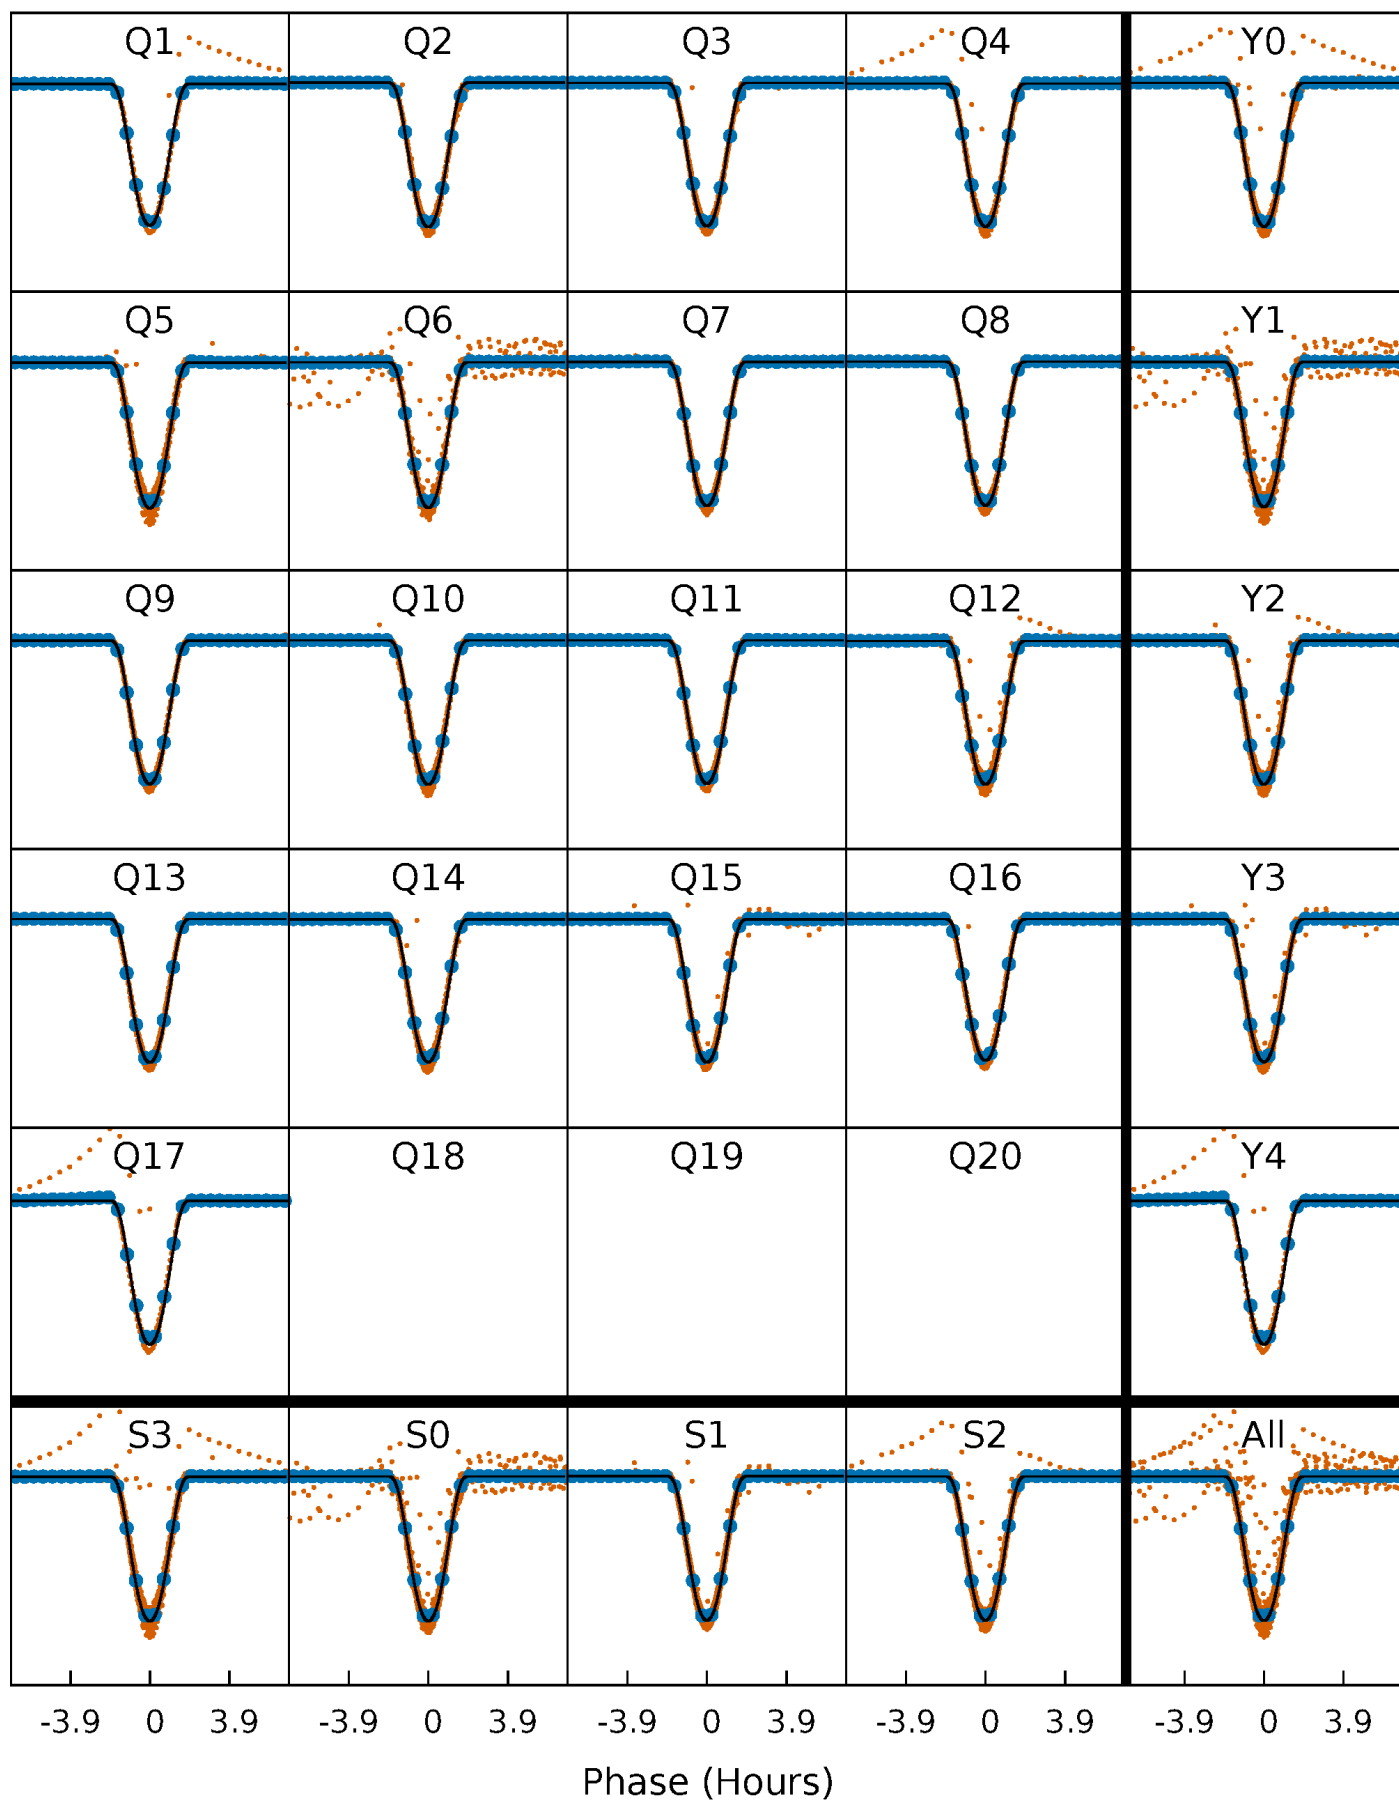 Q1 Q2 Q3 Q4 Y0
Q5 Q6 Q7 Q8 Y1
Q9 Q10 Q11 Q12 Y2
Q13 Q14 Q15 Q16 Y3
Q17 Q18 Q19 Q20 Y4
S3 S0 S1 S2 All
-3.9 0 3.9 -3.9 0 3.9 -3.9 0 3.9 -3.9 0 3.9 -3.9 0 3.9
Phase (Hours)